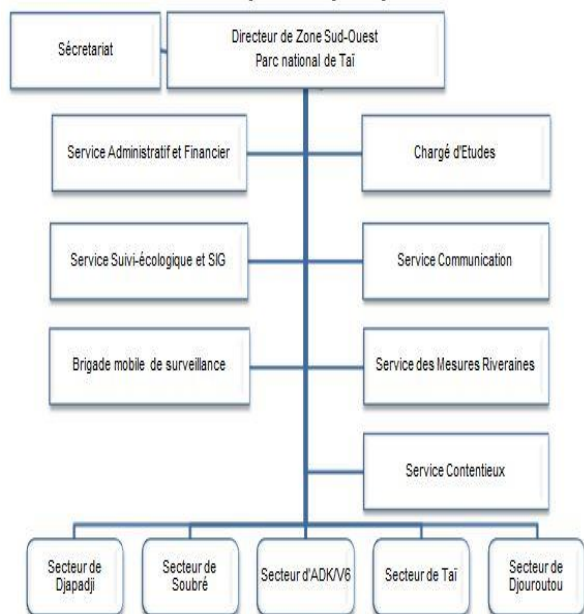 Sécretariat
Directeur de Zone Sud-Ouest
Parc national de Taï
Service Administratif et Financier
Chargé d'Etudes
Service Suivi-écologique et SIG
Service Communication
Brigade mobile de surveillance
Service des Mesures Riveraines
Service Contentieux
Secteur de
Djapadji
Secteur de
Soubré
Secteur d'ADK/V6
Secteur de Taï
Secteur de
Djouroutou